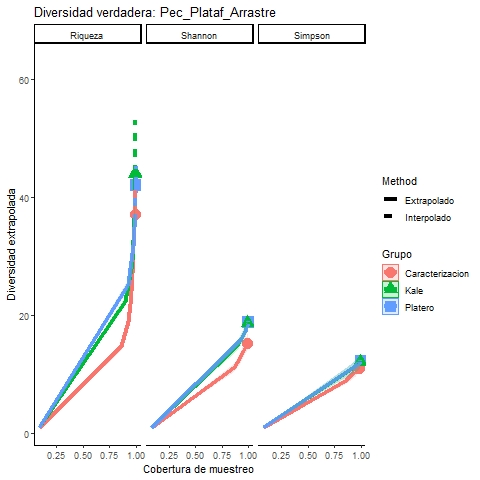 Diversidad verdadera: Pec_Plataf_Arrastre
Riqueza
Shannon
Simpson
Diversidad extrapolada
60
40
20
0
0.25 0.50 0.75 1.00
0.25 0.50 0.75 1.00
0.25 0.50 0.75 1.00
Cobertura de muestreo
Method
Extrapolado
Interpolado
Grupo
Caracterizacion
Kale
Platero